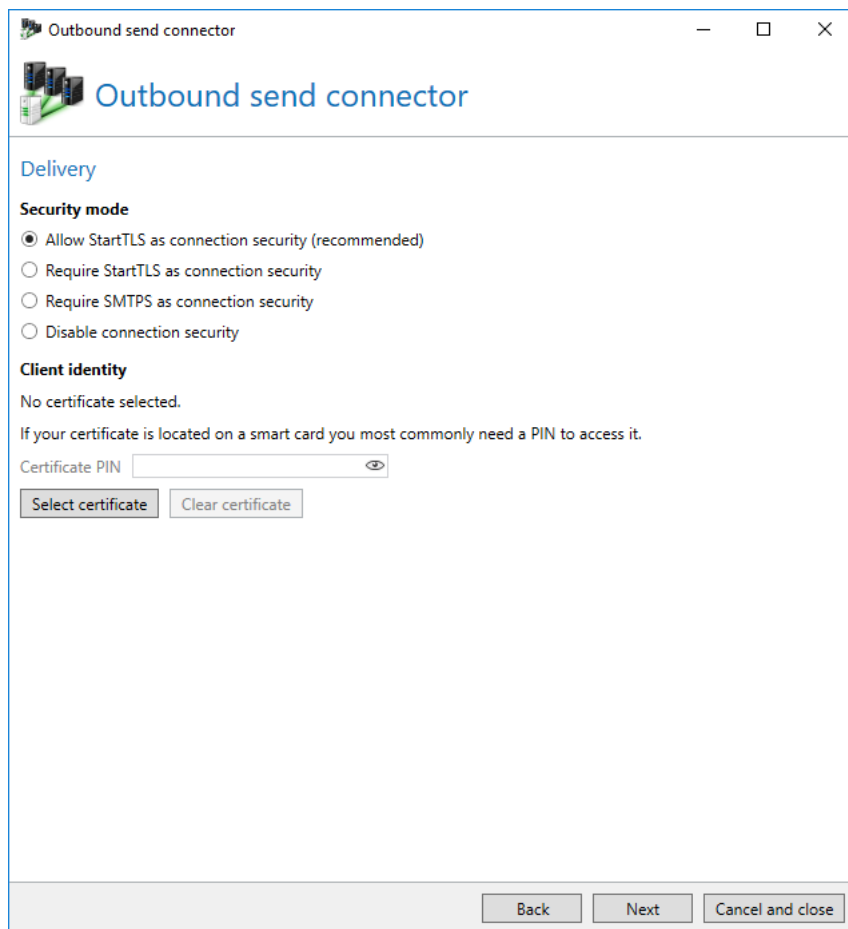 Outbound send connector
Outbound send connector
Delivery
Security mode
Allow StartTLS as connection security (recommended)
Require StartTLS as connection security
Require SMTPS as connection security
Disable connection security
Client identity
No certificate selected.
If your certificate is located on a smart card you most commonly need a PIN to access it.
Certificate PIN
Select certificate Clear certificate
Back Next Cancel and close